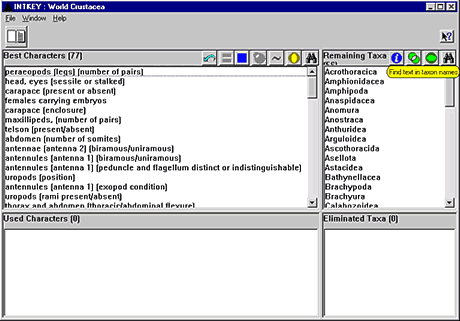 INTKEY : World Crustacea
File Window Help
Best Characters (77)
peraeopods (legs) (number of pairs)
head, eyes (sessile or stalked)
carapace (present or absent)
females carrying embryos
carapace (enclosure)
maxillipeds, (number of pairs)
telson (present/absent)
abdomen (number of somites)
antennae (antenna 2) (biramous/uniramous)
antennules (antenna 1) (biramous/uniramous)
antennules (antenna 1) (peduncle and flagellum distinct or indistinguishable)
uropods (position)
antennules (antenna 1) (exopod condition)
uropods (rami present/absent)
thorax and abdomen (thoracic/abdominal flexure)
Remaining Taxa
Find text in taxon names
Acrothoracica
Amphionidacea
Amphipoda
Anaspidacea
Anomura
Anostraca
Anthuridea
Arguloidea
Ascothoracida
Asellota
Astacidea
Bathynellacea
Brachypoda
Brachyura
Calabozoidea
Used Characters (0)
Eliminated Taxa (0)